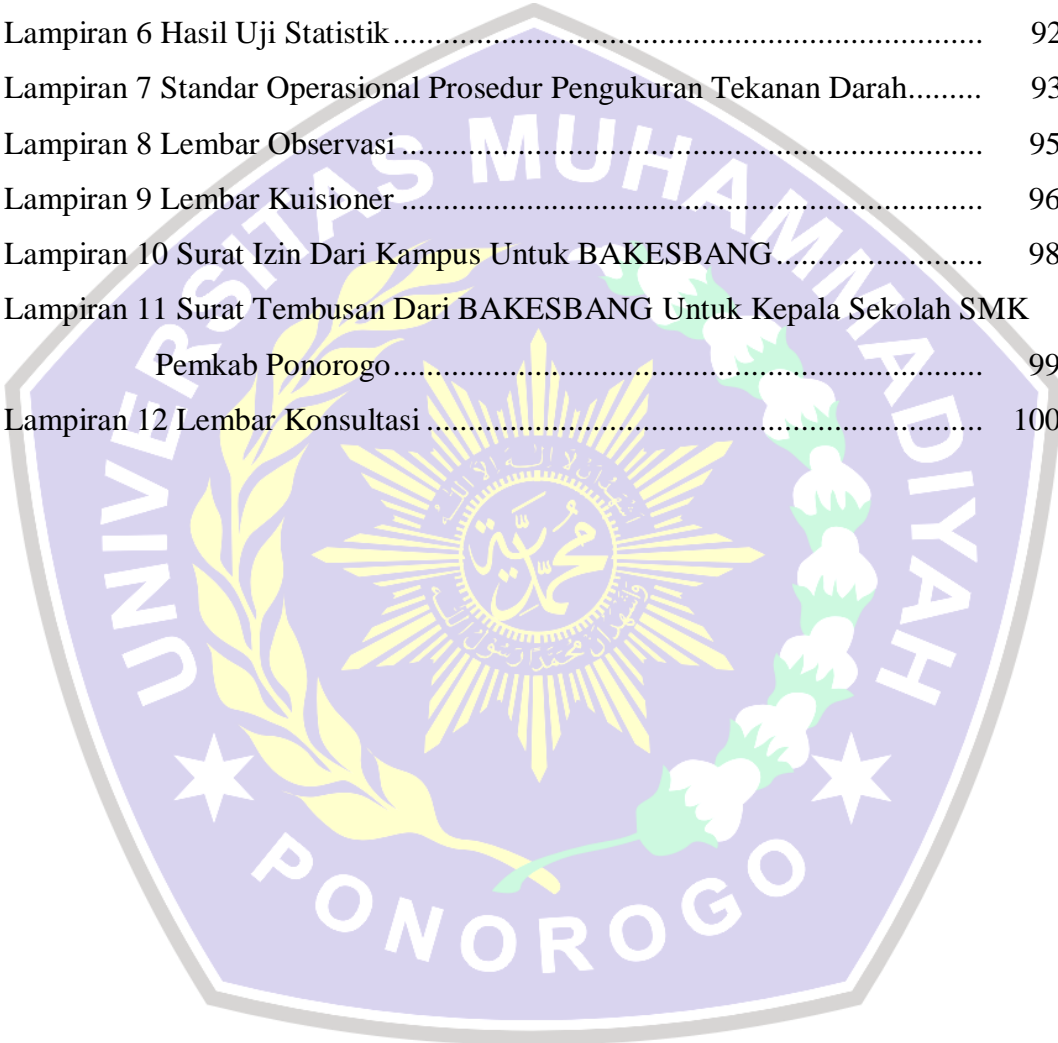 Lampiran 6 Hasil Uji Statistik ........................................................................ 92
Lampiran 7 Standar Operasional Prosedur Pengukuran Tekanan Darah......... 93
Lampiran 8 Lembar Observasi ....................................................................... 95
Lampiran 9 Lembar Kuisioner ....................................................................... 96
Lampiran 10 Surat Izin Dari Kampus Untuk BAKESBANG......................... 98
Lampiran 11 Surat Tembusan Dari BAKESBANG Untuk Kepala Sekolah SMK
Pemkab Ponorogo........................................................................ 99
Lampiran 12 Lembar Konsultasi .................................................................... 100
UNIVERSITAS MUHAMMADIYAH
PONOROGO
محمدية